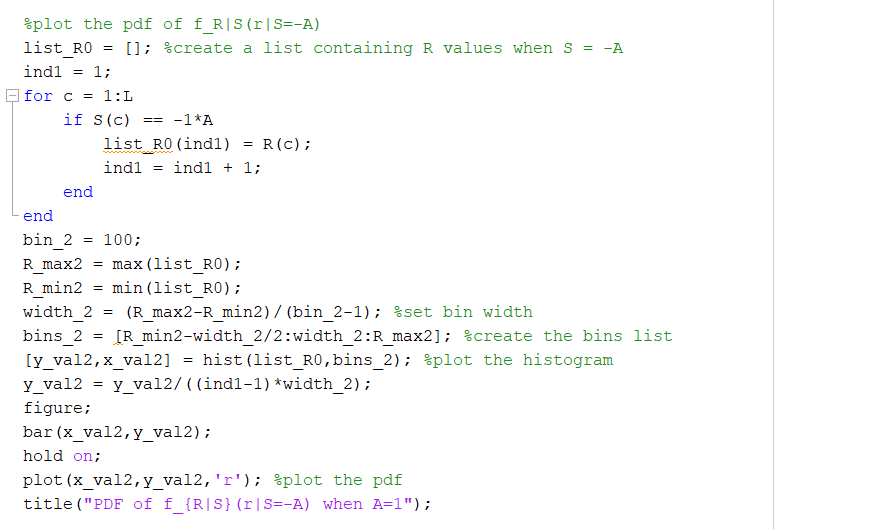 %plot the pdf of f_R|S(r|S=-A)
list_R0 = []; %create a list containing R values when S = -A
ind1 = 1;
for c = 1:L
    if S(c) == -1*A
        list_R0(ind1) = R(c);
        ind1 = ind1 + 1;
    end
end
bin_2 = 100;
R_max2 = max(list_R0);
R_min2 = min(list_R0);
width_2 = (R_max2-R_min2)/(bin_2-1); %set bin width
bins_2 = [R_min2-width_2/2:width_2:R_max2]; %create the bins list
[y_val2,x_val2] = hist(list_R0,bins_2); %plot the histogram
y_val2 = y_val2/((ind1-1)*width_2);
figure;
bar(x_val2,y_val2);
hold on;
plot(x_val2,y_val2,'r'); %plot the pdf
title("PDF of f_{R|S}(r|S=-A) when A=1");